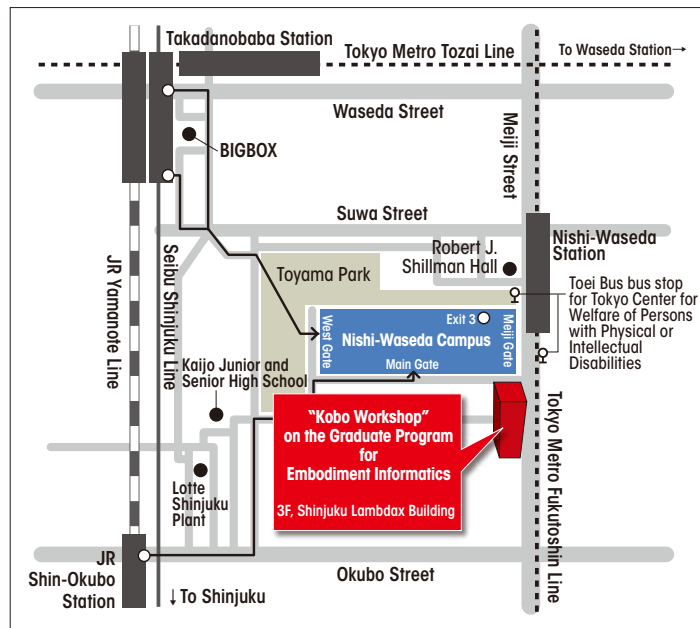 Takadanobaba Station
Tokyo Metro Tozai Line
To Waseda Station→
Waseda Street
BIGBOX
Meiji Street
Suwa Street
Robert J.
Shillman Hall
Nishi-Waseda
Station
Toyama Park
Toei Bus bus stop
for Tokyo Center for
Welfare of Persons
with Physical or
Intellectual
Disabilities
JR Yamanote Line
Seibu Shinjuku Line
West Gate
Exit 3
Nishi-Waseda Campus
Meiji Gate
Main Gate
Kaijo Junior and
Senior High School
"Kobo Workshop"
on the Graduate Program
for
Embodiment Informatics
3F, Shinjuku Lambdax Building
Tokyo Metro Fukutoshin Line
Lotte
Shinjuku
Plant
JR
Shin-Okubo
Station
↓To Shinjuku
Okubo Street